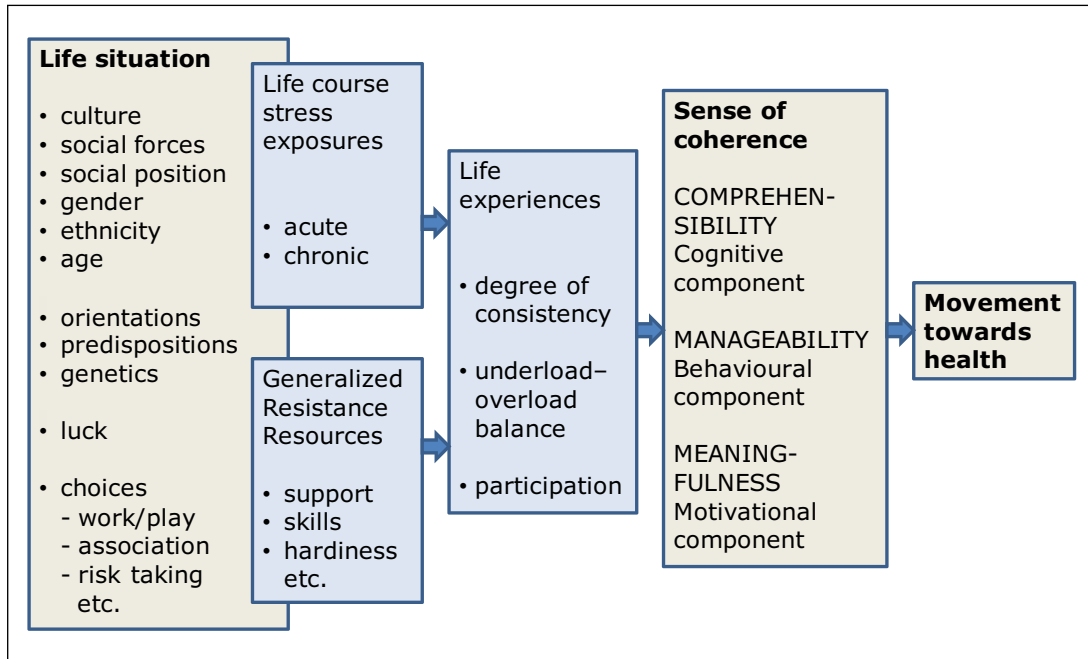 Life situation
• culture
• social forces
• social position
• gender
• ethnicity
• age
• orientations
• predispositions
• genetics
• luck
• choices
- work/play
- association
- risk taking
etc.
Life course
stress
exposures
• acute
• chronic
Generalized
Resistance
Resources
• support
• skills
• hardiness
etc.
Life
experiences
• degree of
consistency
• underload–
overload
balance
• participation
Sense of
coherence
COMPREHEN-
SIBILITY
Cognitive
component
MANAGEABILITY
Behavioural
component
MEANING-
FULNESS
Motivational
component
Movement
towards
health